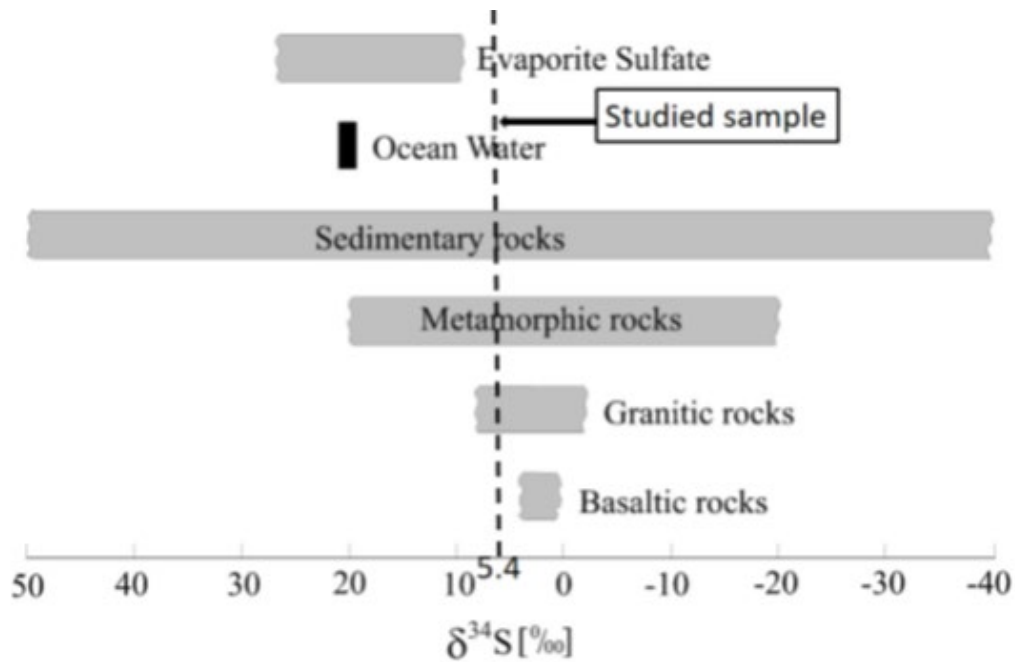 Evaporite Sulfate
Studied sample
Ocean Water
Sedimentary rocks
Metamorphic rocks
Granitic rocks
Basaltic rocks
50 40 30 20 10 5.4 0 -10 -20 -30 -40
δ³⁴S [‰]